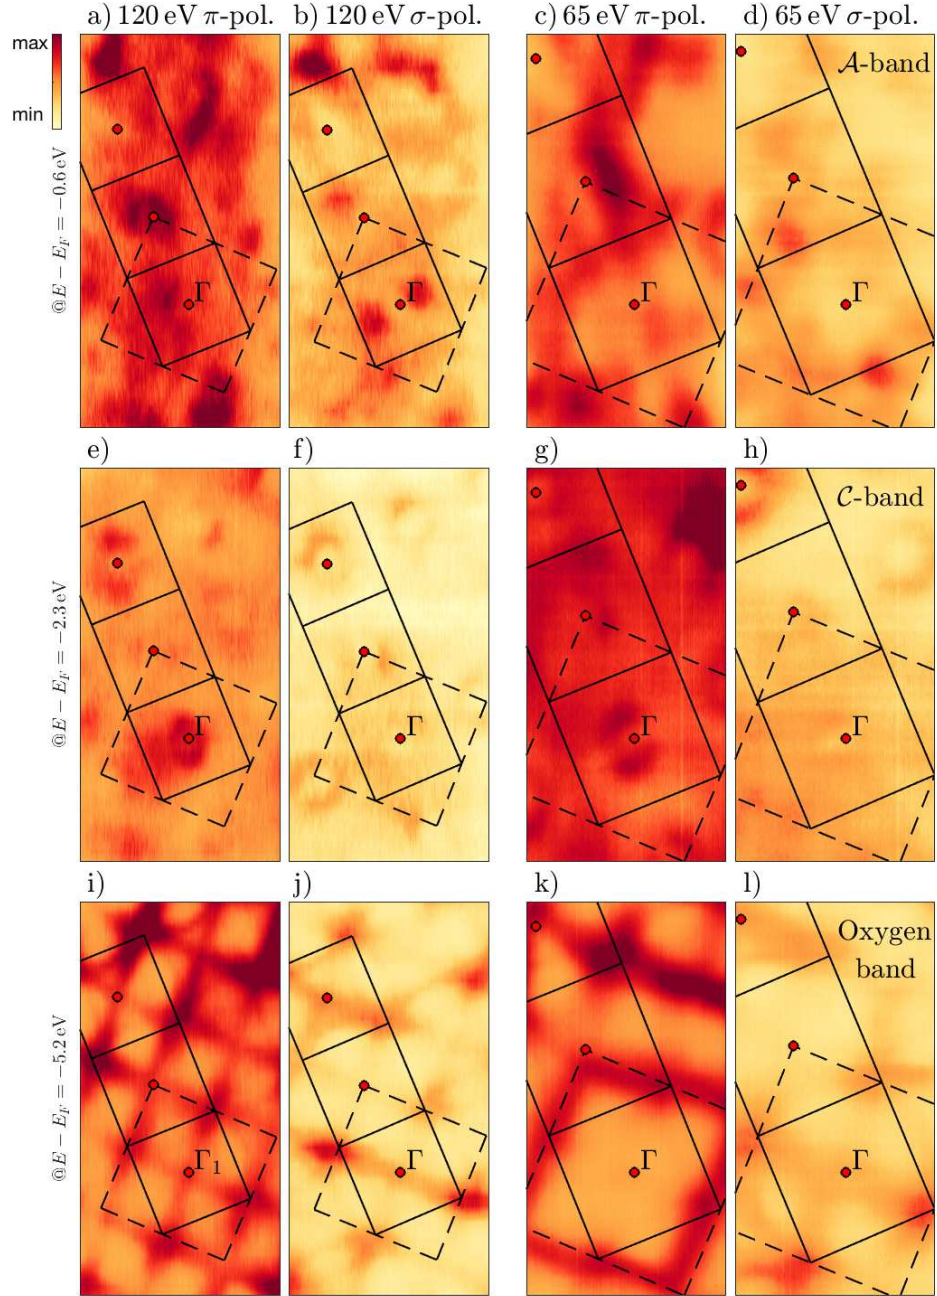 a) 120 eV π-pol.
b) 120 eV σ-pol.
c) 65 eV π-pol.
d) 65 eV σ-pol.
max
min
@E − E_F = −0.6 eV
Γ
Γ
Γ
𝒜-band
Γ
e)
f)
g)
h)
@E − E_F = −2.3 eV
Γ
Γ
Γ
𝒞-band
Γ
i)
j)
k)
l)
@E − E_F = −5.2 eV
Γ₁
Γ
Γ
Oxygen
band
Γ